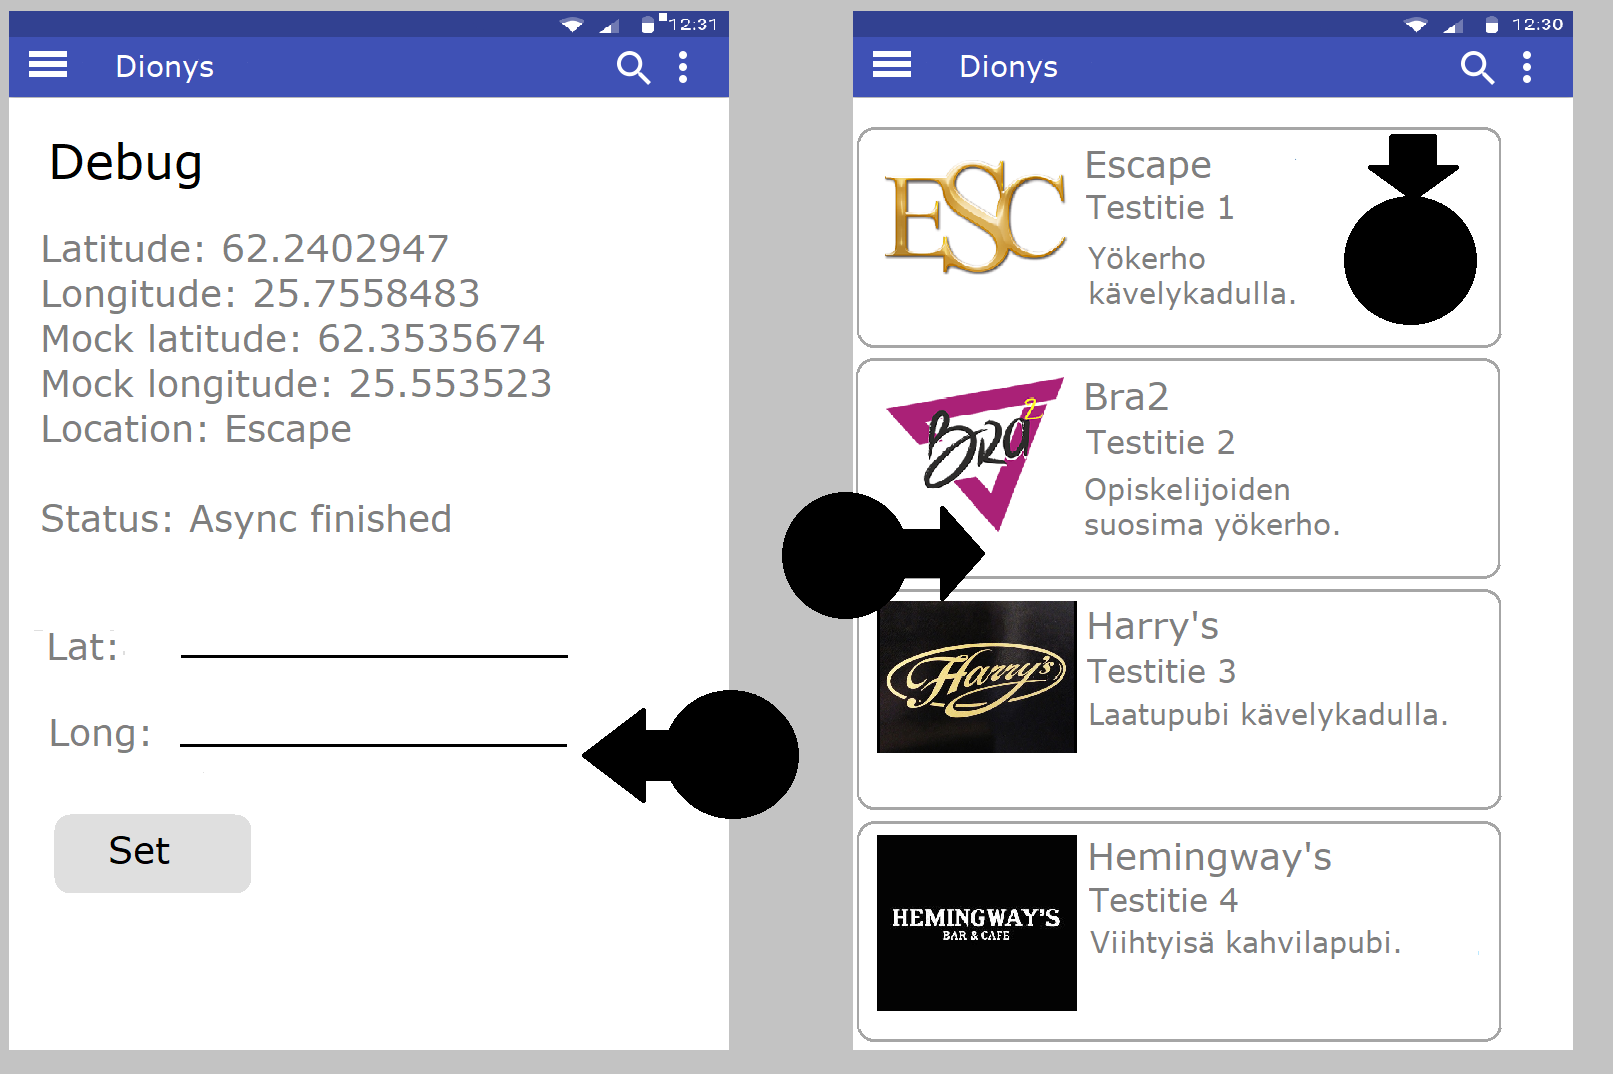 12:31
Dionys
Debug
Latitude: 62.2402947
Longitude: 25.7558483
Mock latitude: 62.3535674
Mock longitude: 25.553523
Location: Escape
Status: Async finished
Lat:
Long:
Set
12:30
Dionys
ESC
Escape
Testitie 1
Yökerho
kävelykadulla.
Bra2
Bra2
Testitie 2
Opiskelijoiden
suosima yökerho.
Harry's
Harry's
Testitie 3
Laatupubi kävelykadulla.
HEMINGWAY'S
BAR & CAFE
Hemingway's
Testitie 4
Viihtyisä kahvilapubi.